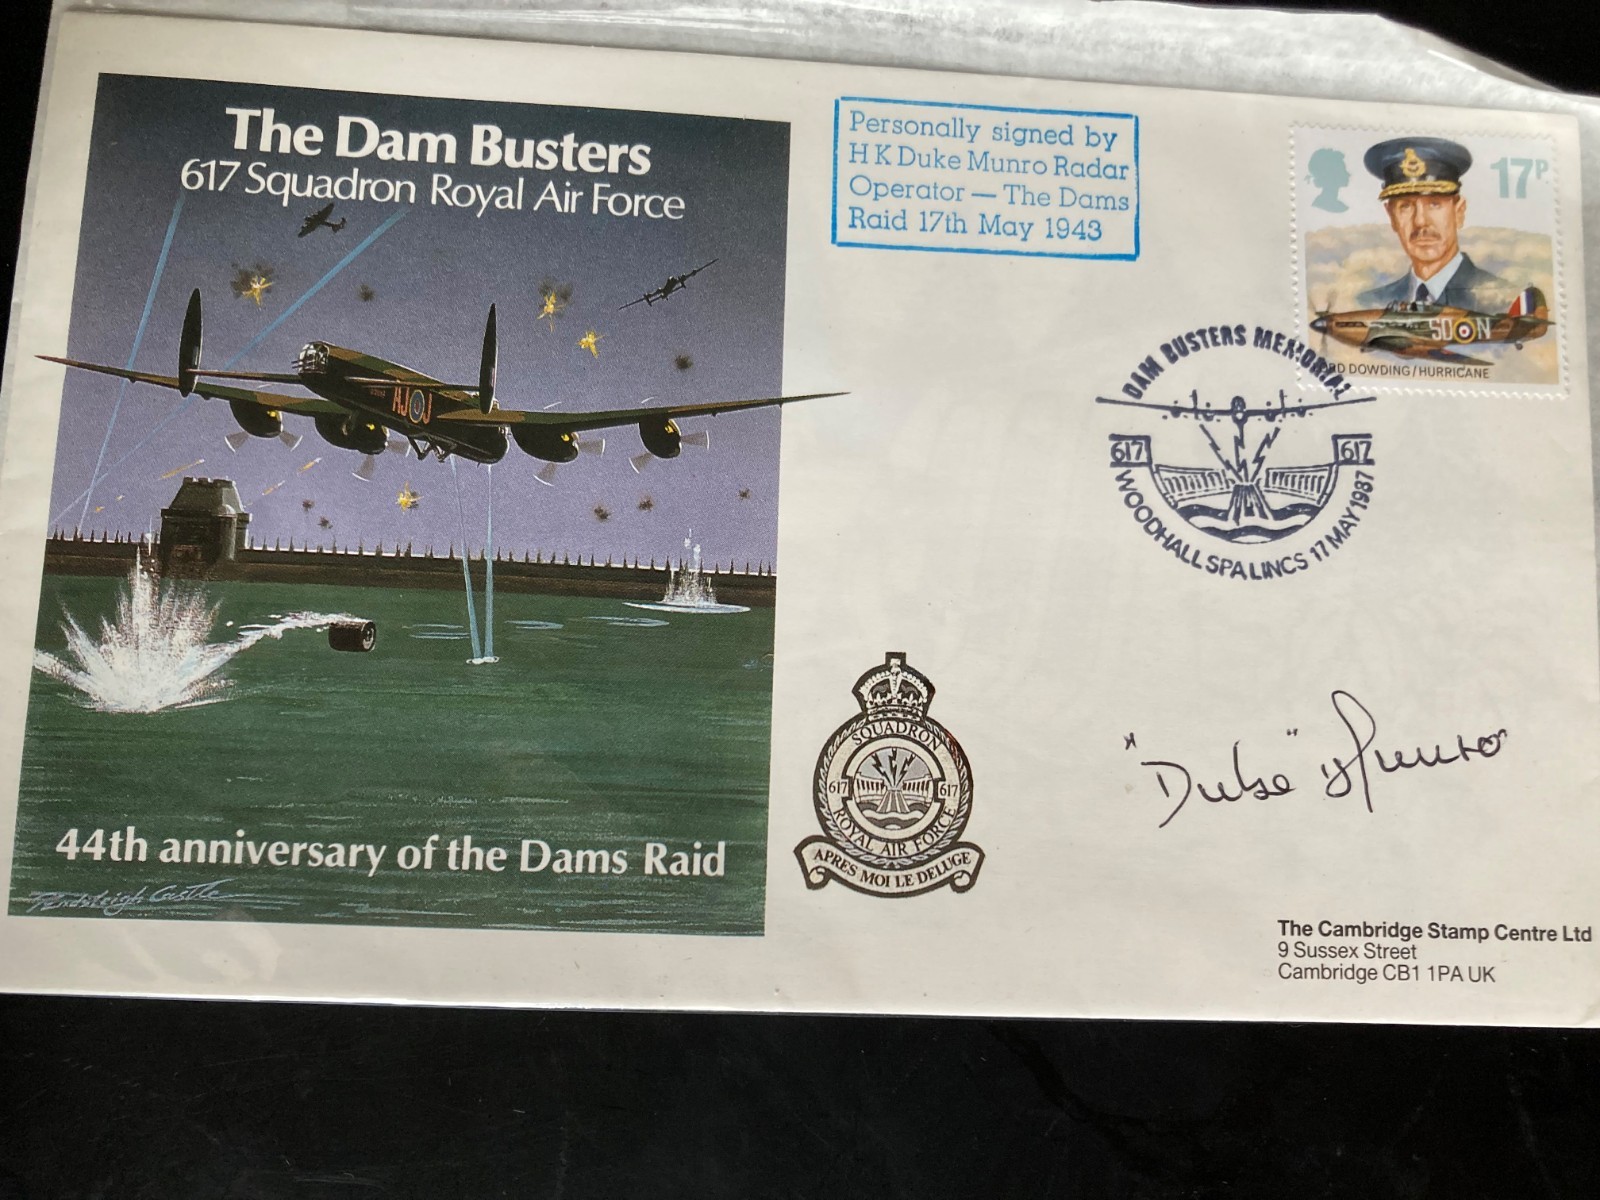 The Dam Busters
617 Squadron Royal Air Force
AJ J
44th anniversary of the Dams Raid
Personally signed by
H K Duke Munro Radar
Operator — The Dams
Raid 17th May 1943
17P
SD N
RD DOWDING/HURRICANE
DAM BUSTERS MEMORIAL
617 617
WOODHALL SPA LINCS 17 MAY 1987
SQUADRON
617 617
ROYAL AIR FORCE
APRES MOI LE DELUGE
"Duke" Munro
The Cambridge Stamp Centre Ltd
9 Sussex Street
Cambridge CB1 1PA UK